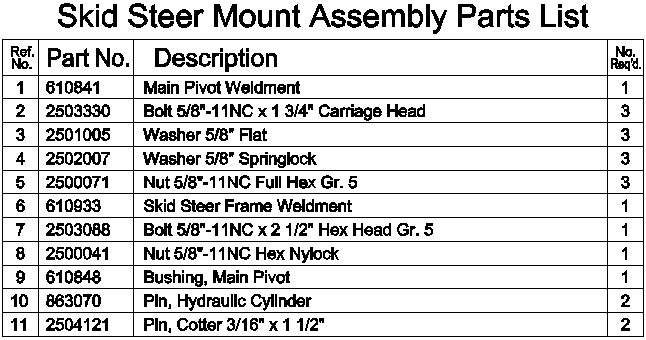 Skid Steer Mount Assembly Parts List
Ref. No. Part No. Description No. Req'd.
1 610841 Main Pivot Weldment 1
2 2503330 Bolt 5/8"-11NC x 1 3/4" Carriage Head 3
3 2501005 Washer 5/8" Flat 3
4 2502007 Washer 5/8" Springlock 3
5 2500071 Nut 5/8"-11NC Full Hex Gr. 5 3
6 610933 Skid Steer Frame Weldment 1
7 2503088 Bolt 5/8"-11NC x 2 1/2" Hex Head Gr. 5 1
8 2500041 Nut 5/8"-11NC Hex Nylock 1
9 610848 Bushing, Main Pivot 1
10 863070 Pin, Hydraulic Cylinder 2
11 2504121 Pin, Cotter 3/16" x 1 1/2" 2